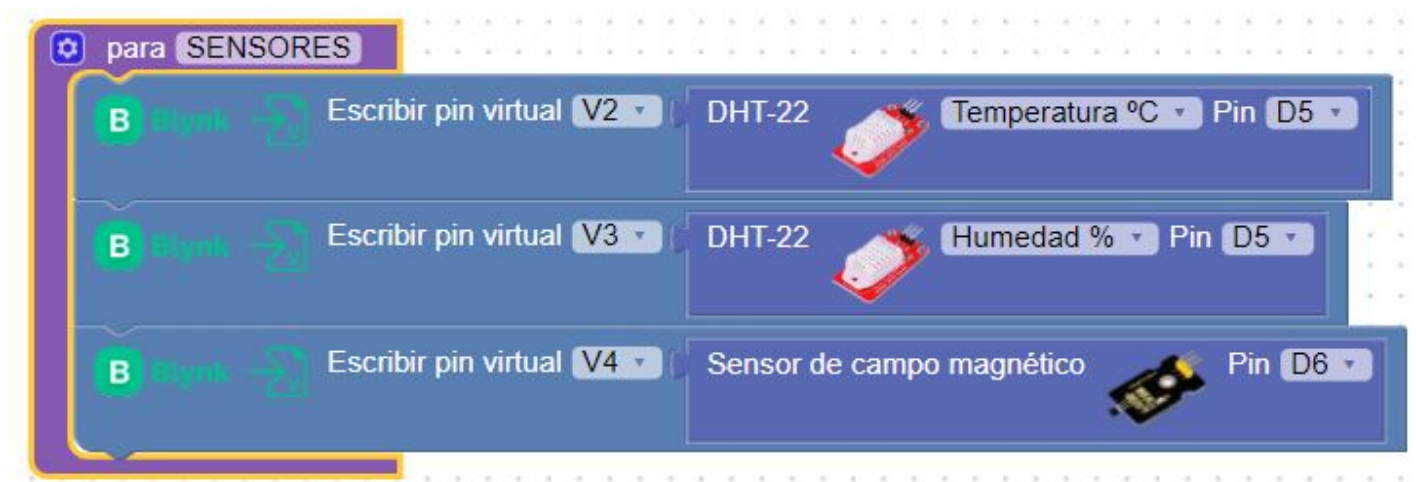 para SENSORES
B Blynk Escribir pin virtual V2 DHT-22 Temperatura ºC Pin D5
B Blynk Escribir pin virtual V3 DHT-22 Humedad % Pin D5
B Blynk Escribir pin virtual V4 Sensor de campo magnético Pin D6